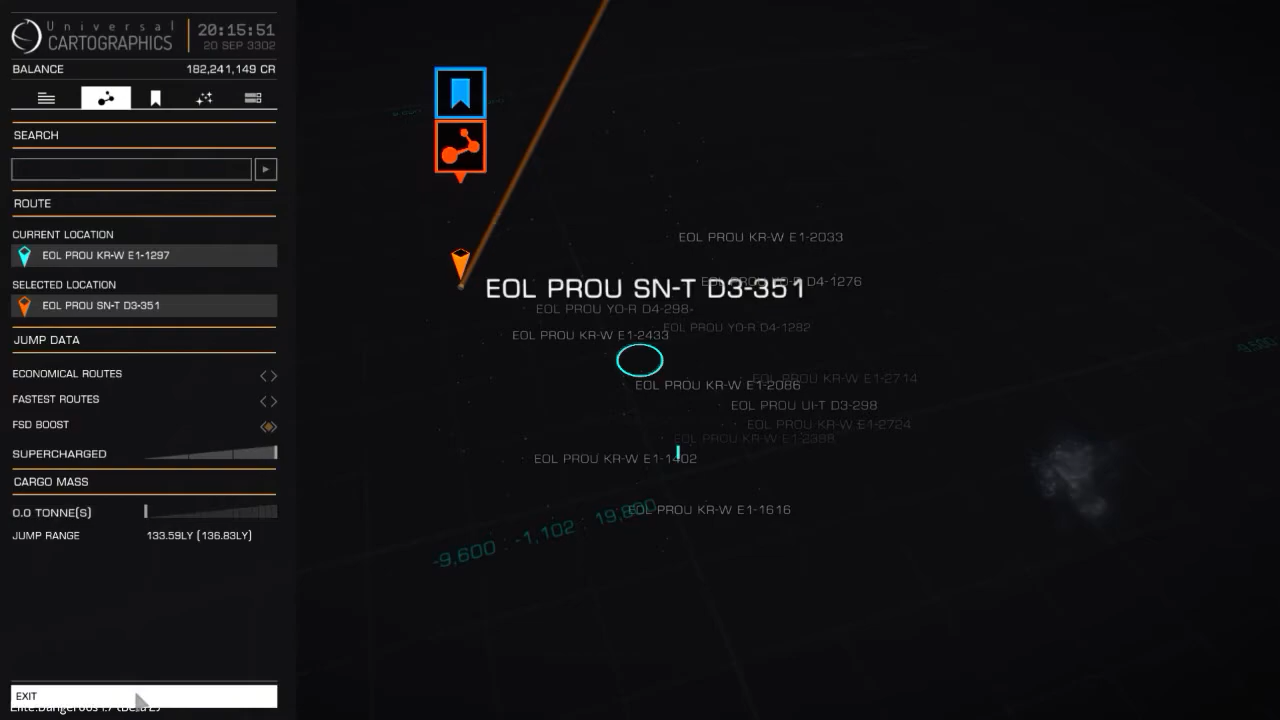 Universal
CARTOGRAPHICS
20:15:51
20 SEP 3302
BALANCE 182,241,149 CR
SEARCH
ROUTE
CURRENT LOCATION
EOL PROU KR-W E1-1297
SELECTED LOCATION
EOL PROU SN-T D3-351
JUMP DATA
ECONOMICAL ROUTES
FASTEST ROUTES
FSD BOOST
SUPERCHARGED
CARGO MASS
0.0 TONNE(S)
JUMP RANGE 133.59LY (136.83LY)
EXIT
EOL PROU KR-W E1-2033
D4-1276
EOL PROU SN-T D3-351
EOL PROU YO-R D4-298
EOL PROU YO-R D4-1282
EOL PROU KR-W E1-2433
EOL PROU KR-W E1-2714
EOL PROU KR-W E1-2086
EOL PROU UI-T D3-298
EOL PROU KR-W E1-2724
EOL PROU KR-W E1-2388
EOL PROU KR-W E1-1402
EOL PROU KR-W E1-1616
-9,600 : -1,102 : 19,800
-9,500